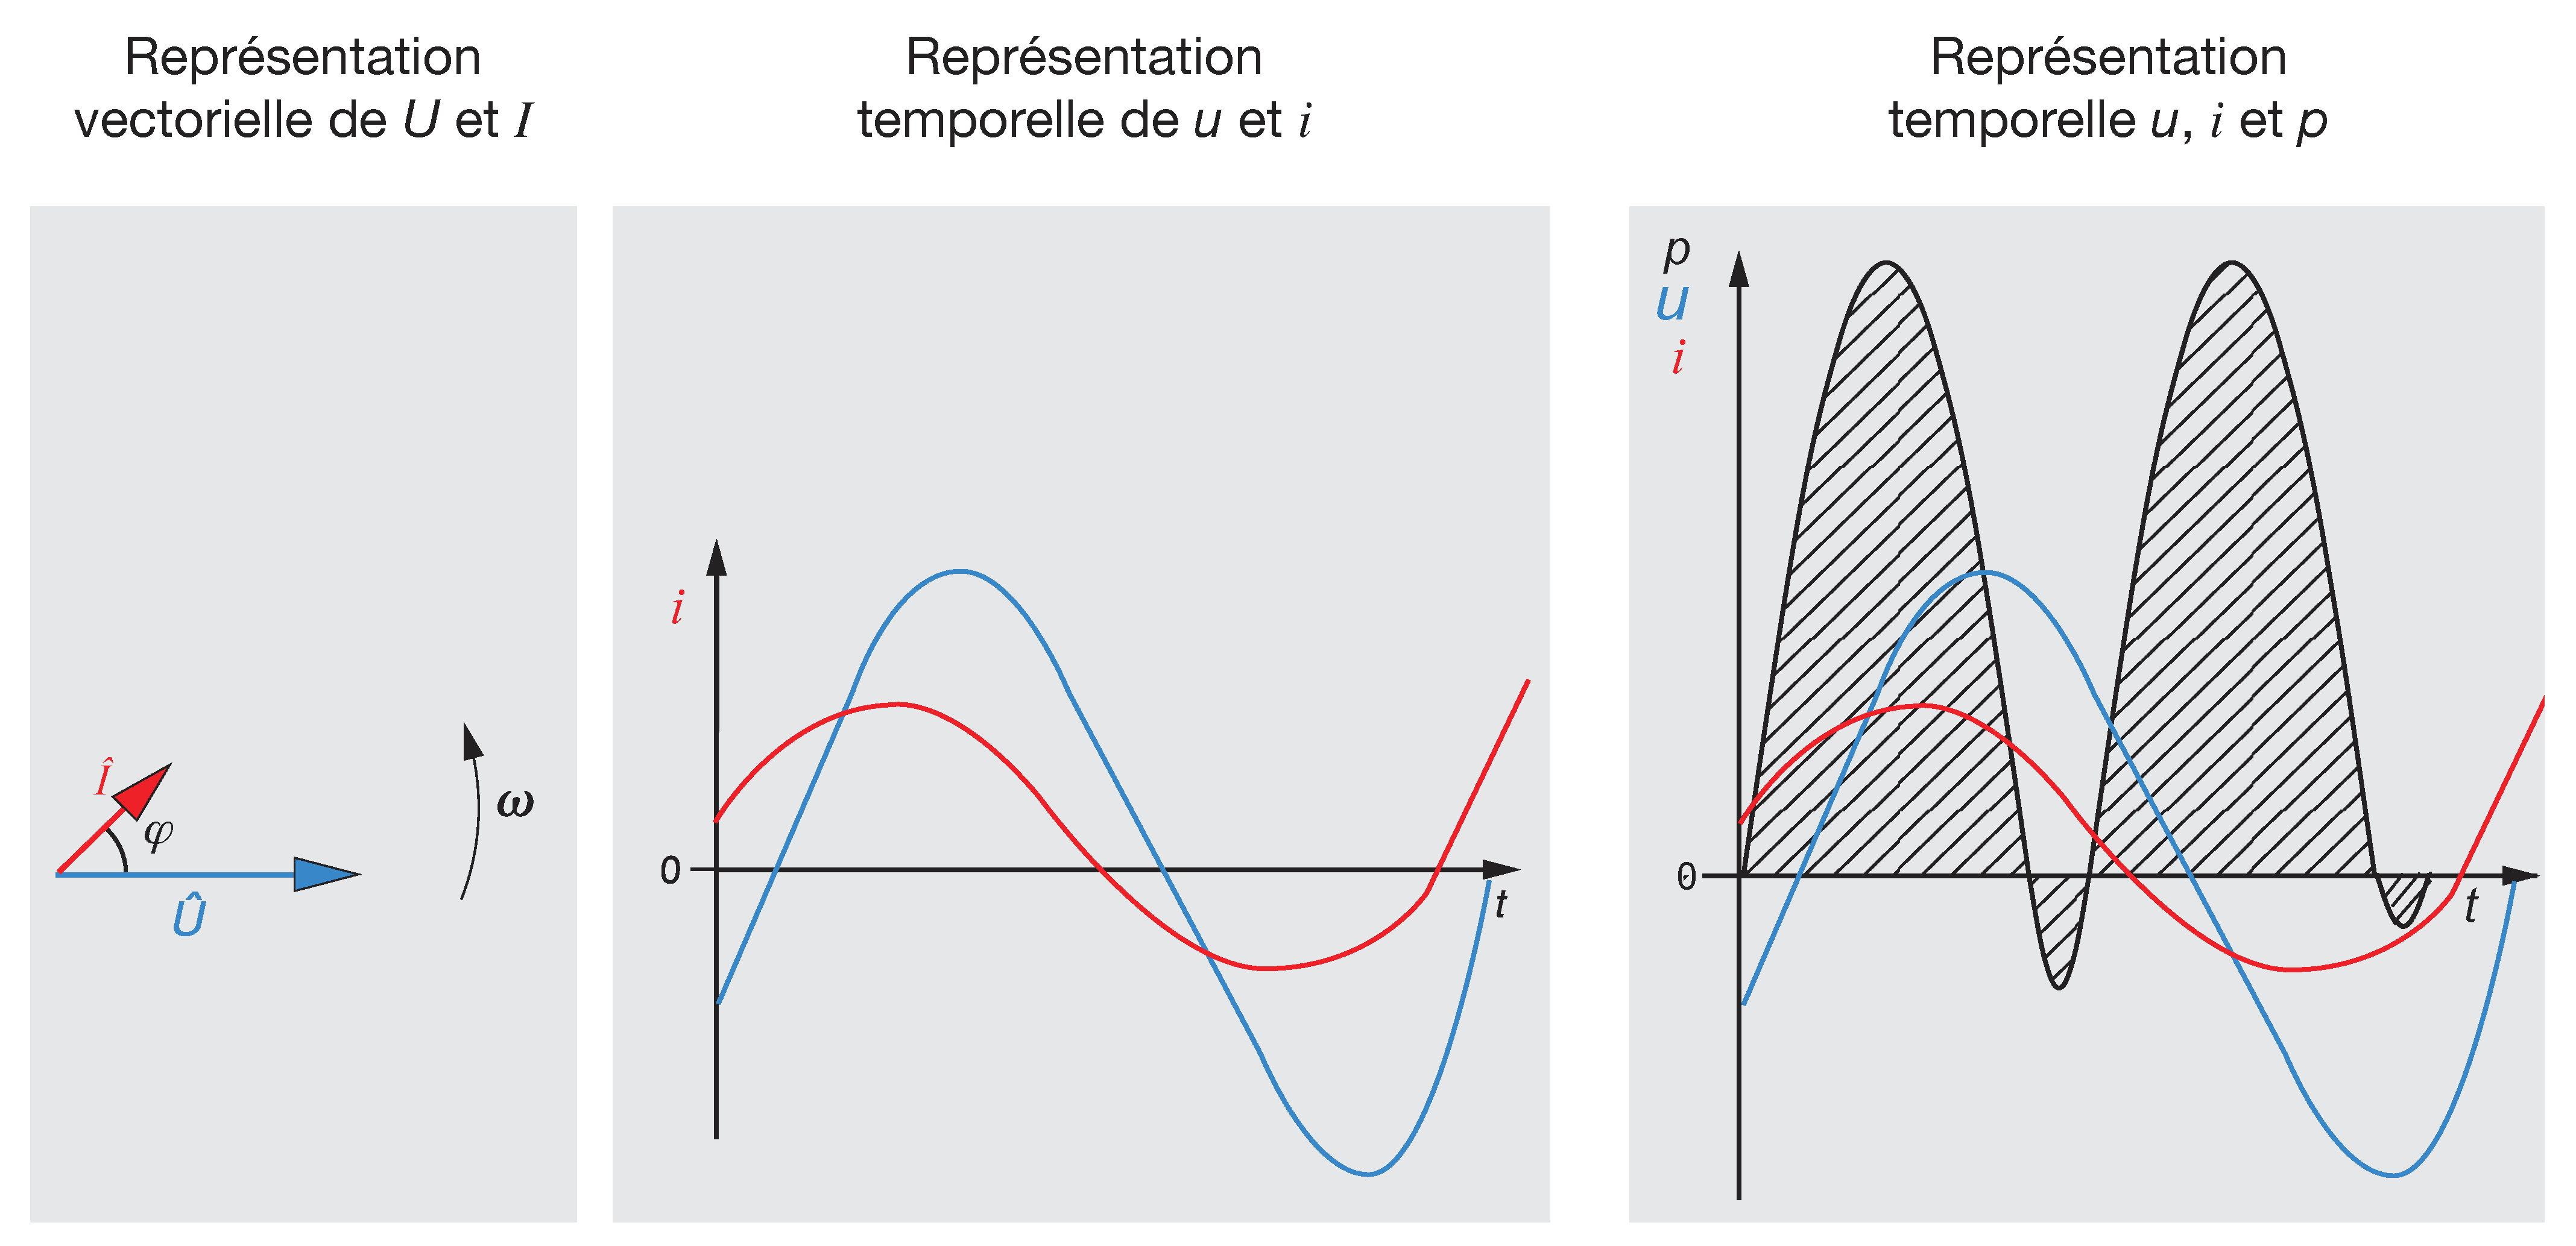 Représentation
vectorielle de U et I
Représentation
temporelle de u et i
Représentation
temporelle u, i et p
Î
φ
Û
ω
i
0
t
p
u
i
0
t